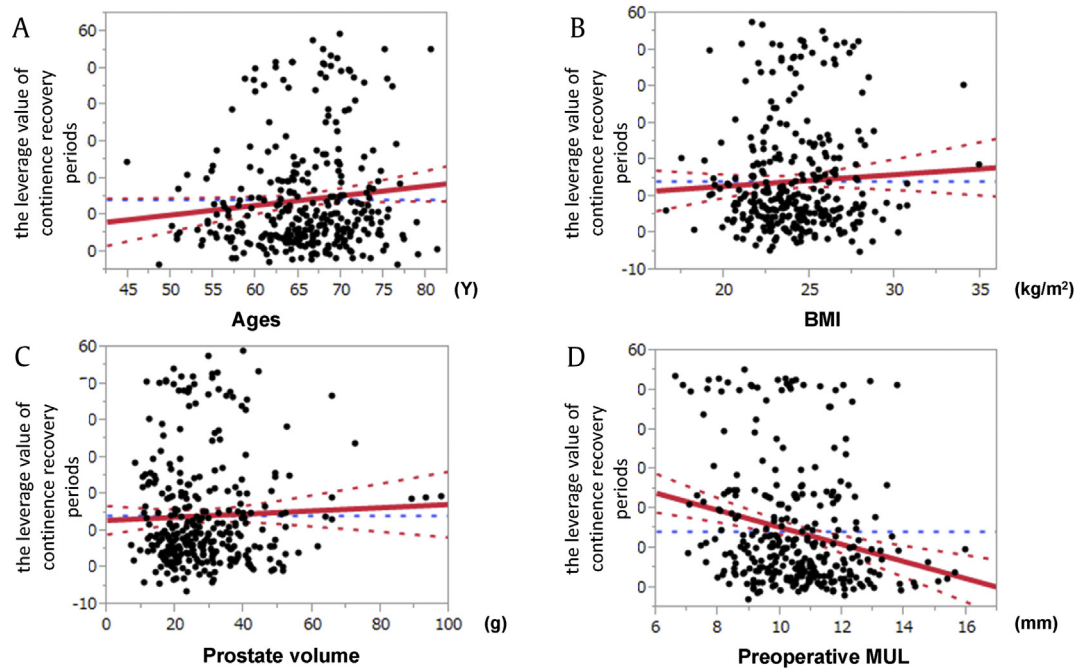 A
the leverage value of
continence recovery
periods
60
0
0
0
0
0
0
45 50 55 60 65 70 75 80 (Y)
Ages
B
the leverage value of
continence recovery
periods
60
0
0
0
0
0
0
-10
20 25 30 35 (kg/m²)
BMI
C
the leverage value of
continence recovery
periods
60
0
0
0
0
0
0
-10
0 20 40 60 80 100 (g)
Prostate volume
D
the leverage value of
continence recovery
periods
60
0
0
0
0
0
0
6 8 10 12 14 16 (mm)
Preoperative MUL